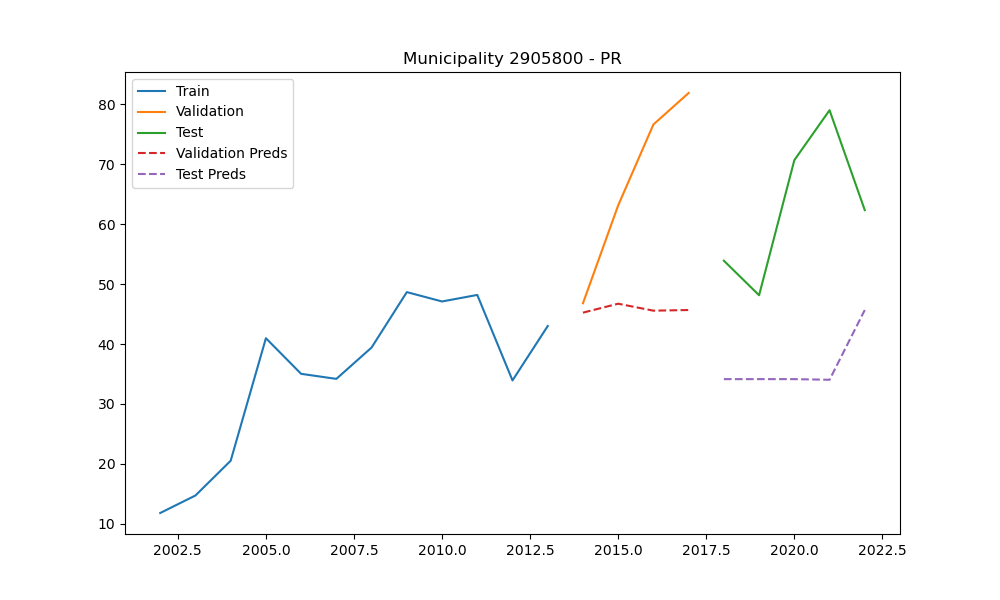 Municipality 2905800 - PR
Train
Validation
Test
Validation Preds
Test Preds
80
70
60
50
40
30
20
10
2002.5 2005.0 2007.5 2010.0 2012.5 2015.0 2017.5 2020.0 2022.5